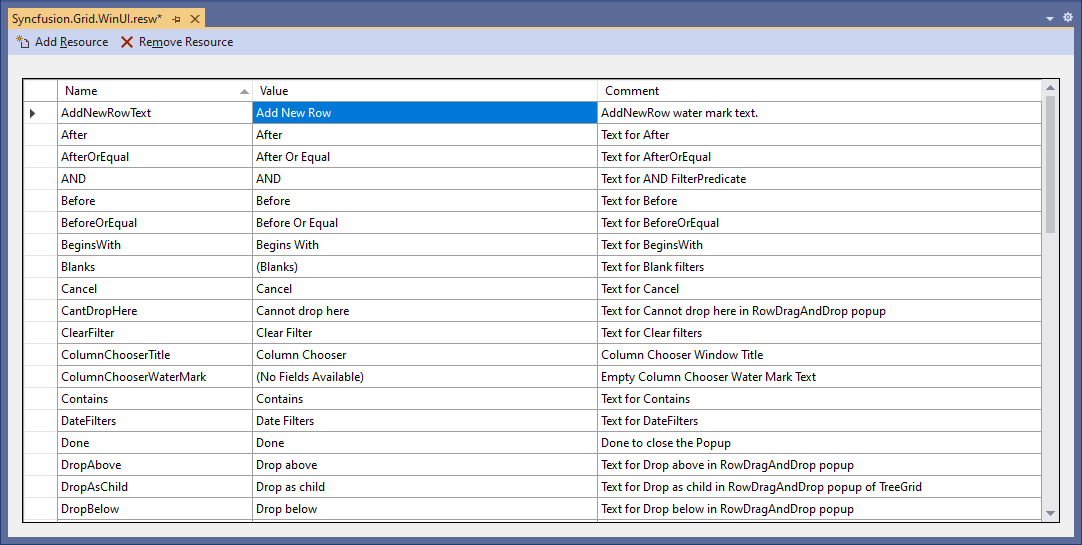 Syncfusion.Grid.WinUI.resw*
Add Resource Remove Resource
Name Value Comment
AddNewRowText Add New Row AddNewRow water mark text.
After After Text for After
AfterOrEqual After Or Equal Text for AfterOrEqual
AND AND Text for AND FilterPredicate
Before Before Text for Before
BeforeOrEqual Before Or Equal Text for BeforeOrEqual
BeginsWith Begins With Text for BeginsWith
Blanks (Blanks) Text for Blank filters
Cancel Cancel Text for Cancel
CantDropHere Cannot drop here Text for Cannot drop here in RowDragAndDrop popup
ClearFilter Clear Filter Text for Clear filters
ColumnChooserTitle Column Chooser Column Chooser Window Title
ColumnChooserWaterMark (No Fields Available) Empty Column Chooser Water Mark Text
Contains Contains Text for Contains
DateFilters Date Filters Text for DateFilters
Done Done Done to close the Popup
DropAbove Drop above Text for Drop above in RowDragAndDrop popup
DropAsChild Drop as child Text for Drop as child in RowDragAndDrop popup of TreeGrid
DropBelow Drop below Text for Drop below in RowDragAndDrop popup